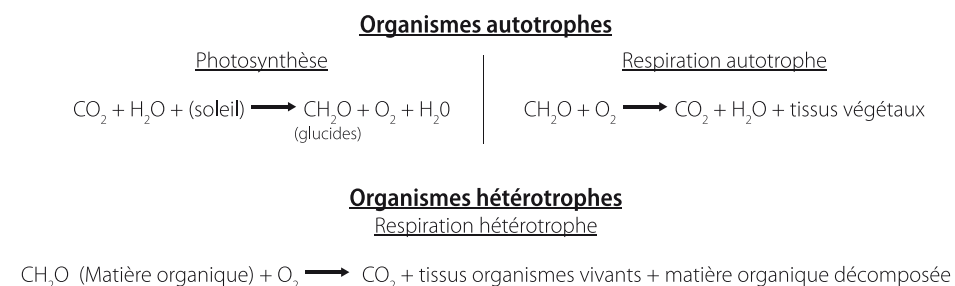 Organismes autotrophes
Photosynthèse
CO₂ + H₂O + (soleil) → CH₂O + O₂ + H₂0
(glucides)
Respiration autotrophe
CH₂O + O₂ → CO₂ + H₂O + tissus végétaux
Organismes hétérotrophes
Respiration hétérotrophe
CH₂O (Matière organique) + O₂ → CO₂ + tissus organismes vivants + matière organique décomposée